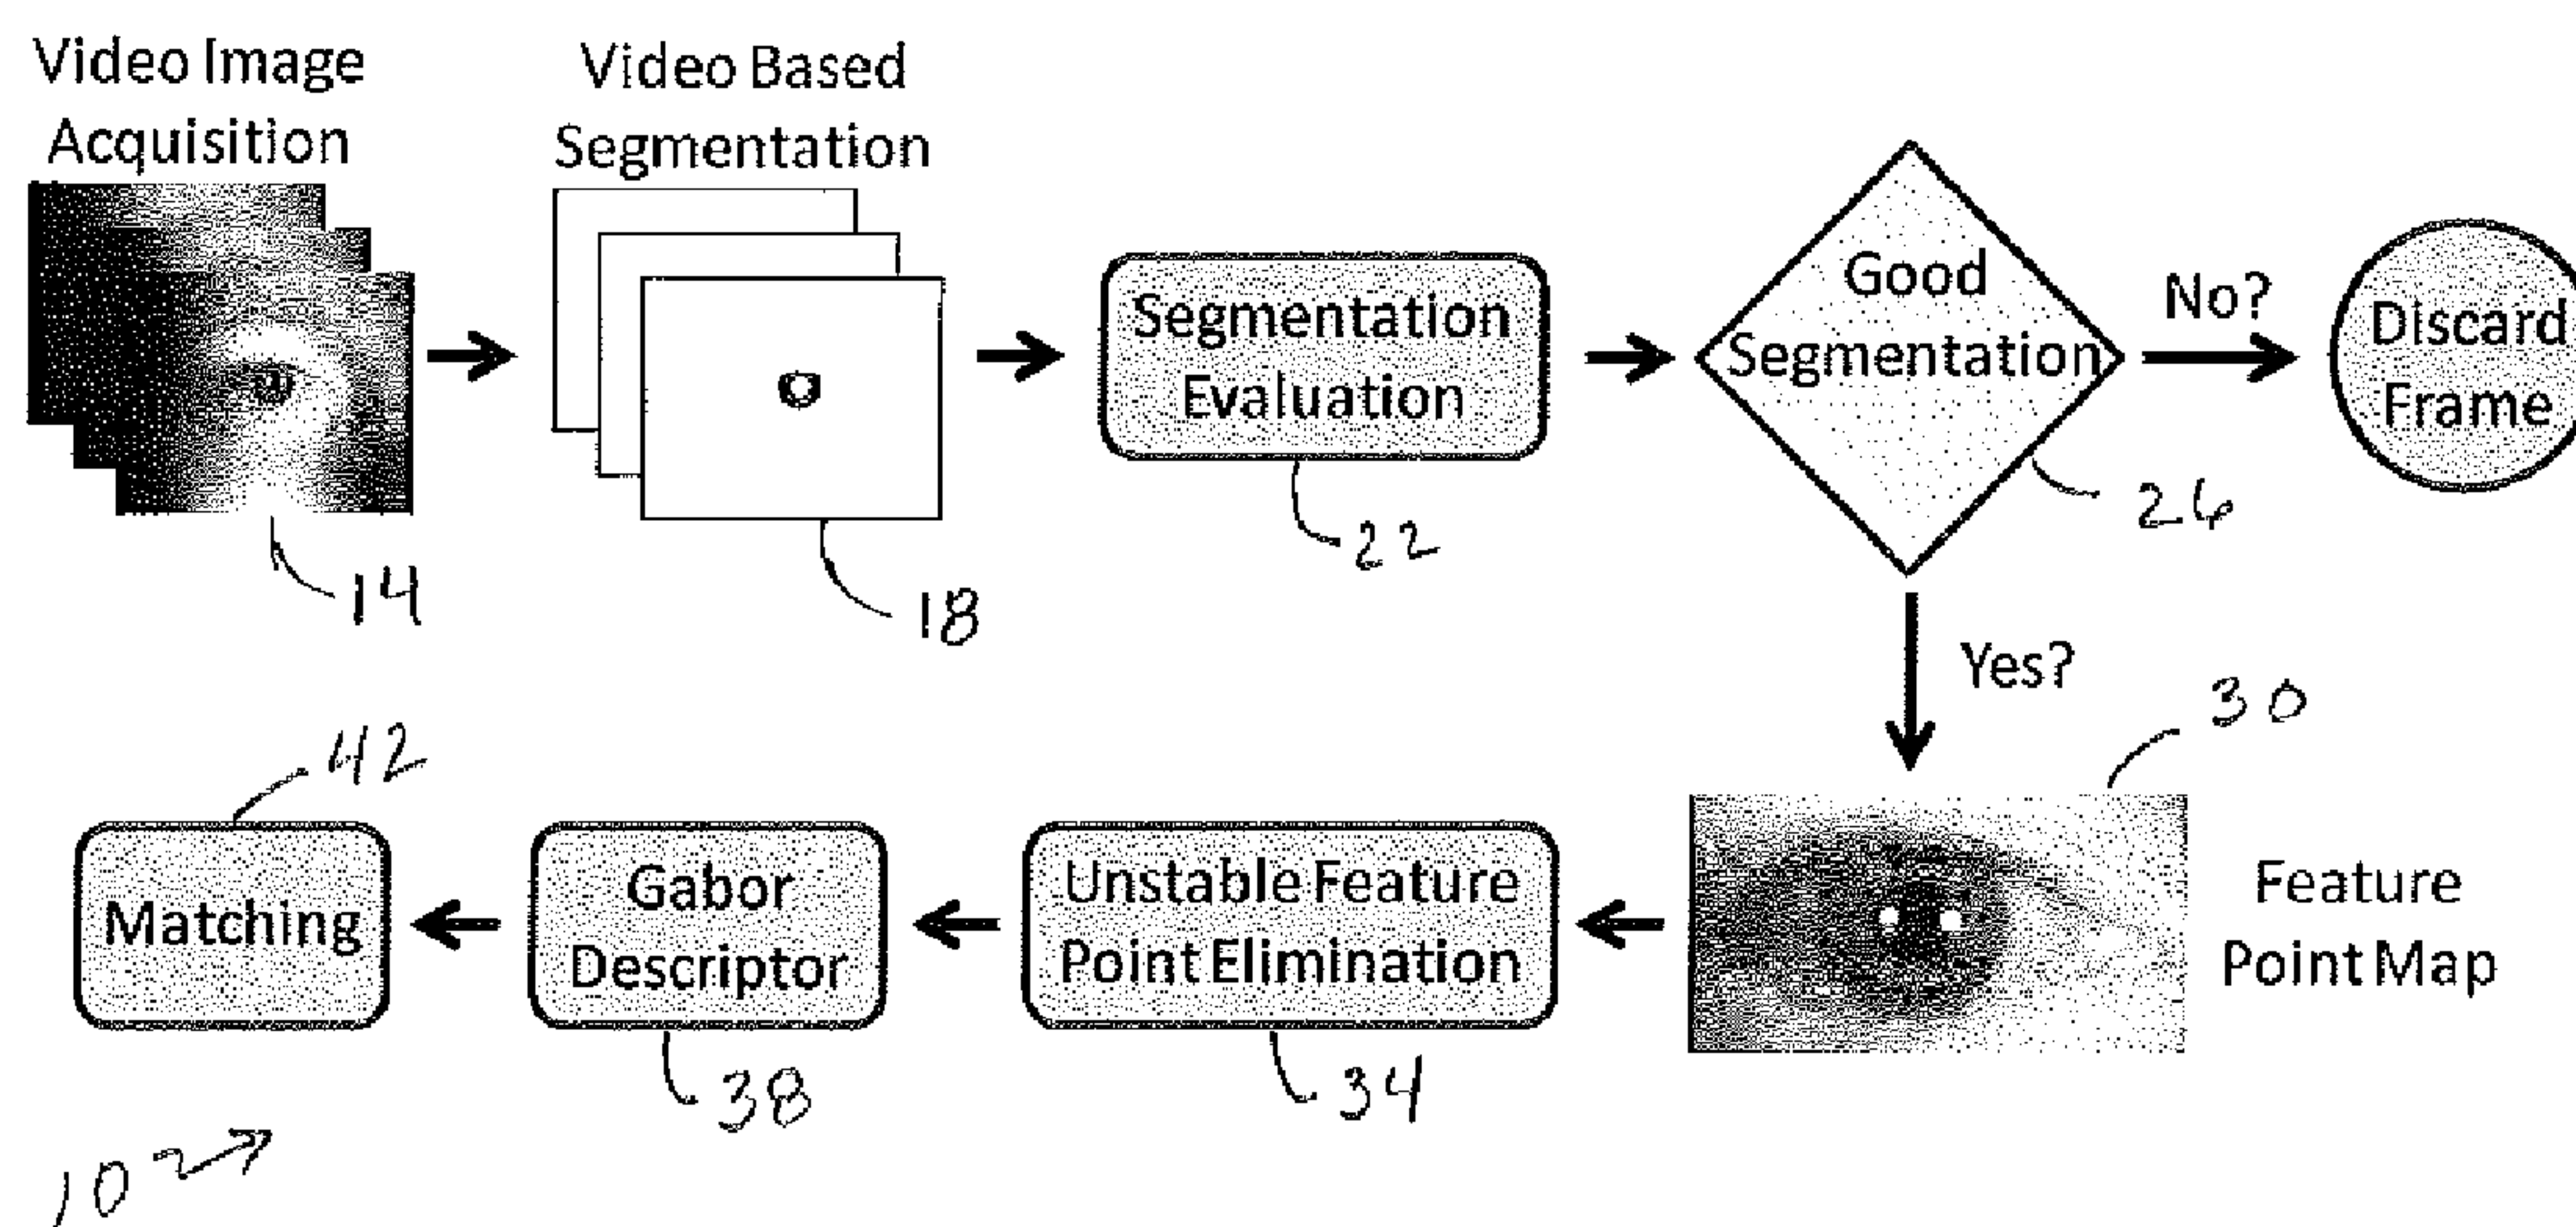 Video Image
Acquisition
14
Video Based
Segmentation
18
Segmentation
Evaluation
22
Good
Segmentation
26
No?
Discard
Frame
Yes?
30
Feature
Point Map
Unstable Feature
Point Elimination
34
Gabor
Descriptor
38
42
Matching
10